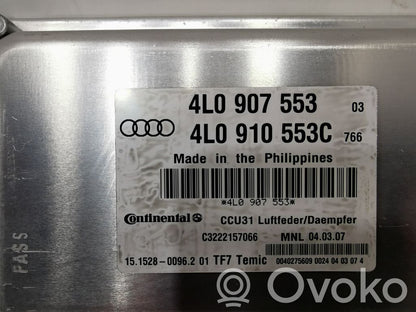 4L0 907 553 03
4L0 910 553C 766
Made in the Philippines
*4L0 907 553*
Continental CCU31 Luftfeder/Daempfer
C3222157066 MNL 04.03.07
15.1528-0096.2 01 TF7 Temic 0040275609 0024 04 03 07 4
PASS
Ovoko